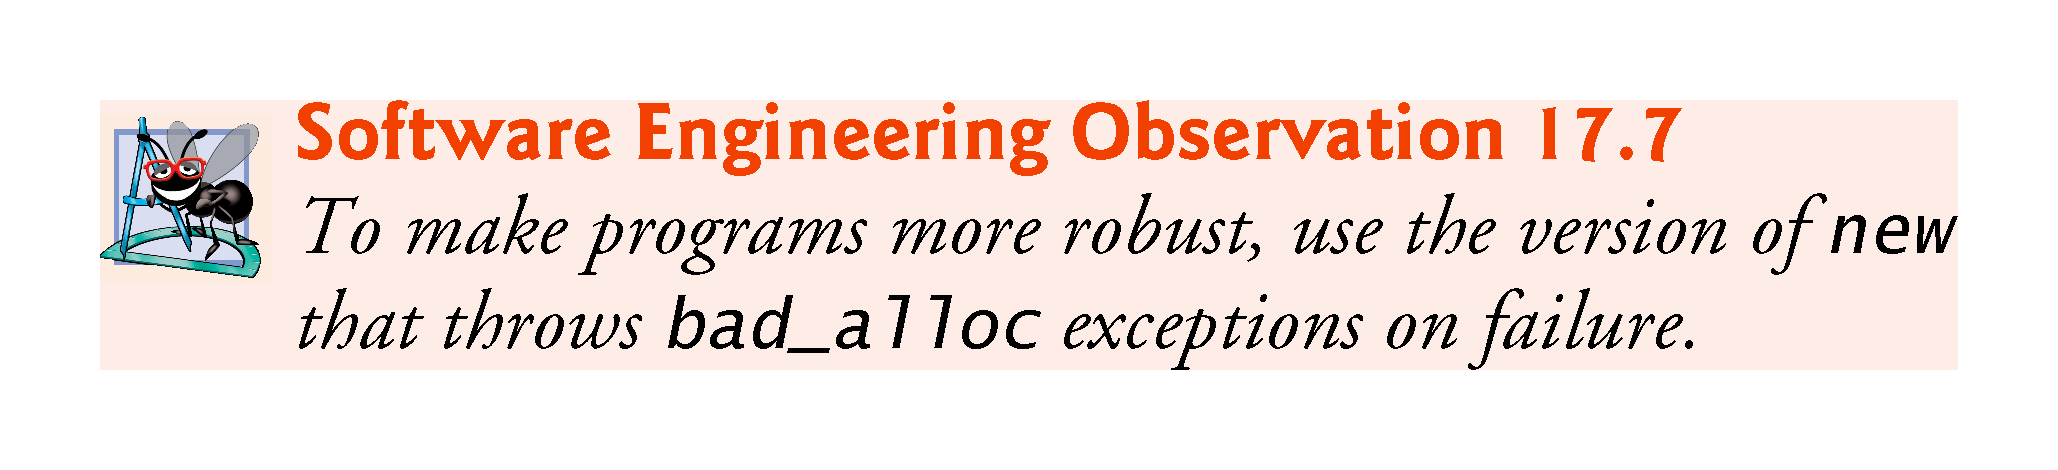 Software Engineering Observation 17.7
To make programs more robust, use the version of new
that throws bad_alloc exceptions on failure.